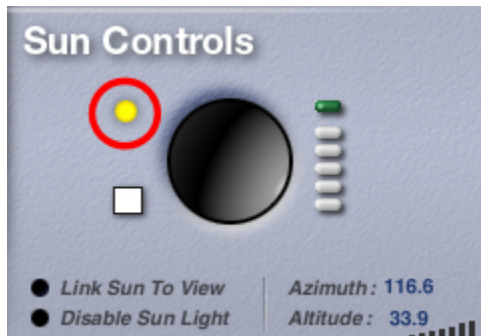 Sun Controls
Link Sun To View
Azimuth : 116.6
Disable Sun Light
Altitude : 33.9